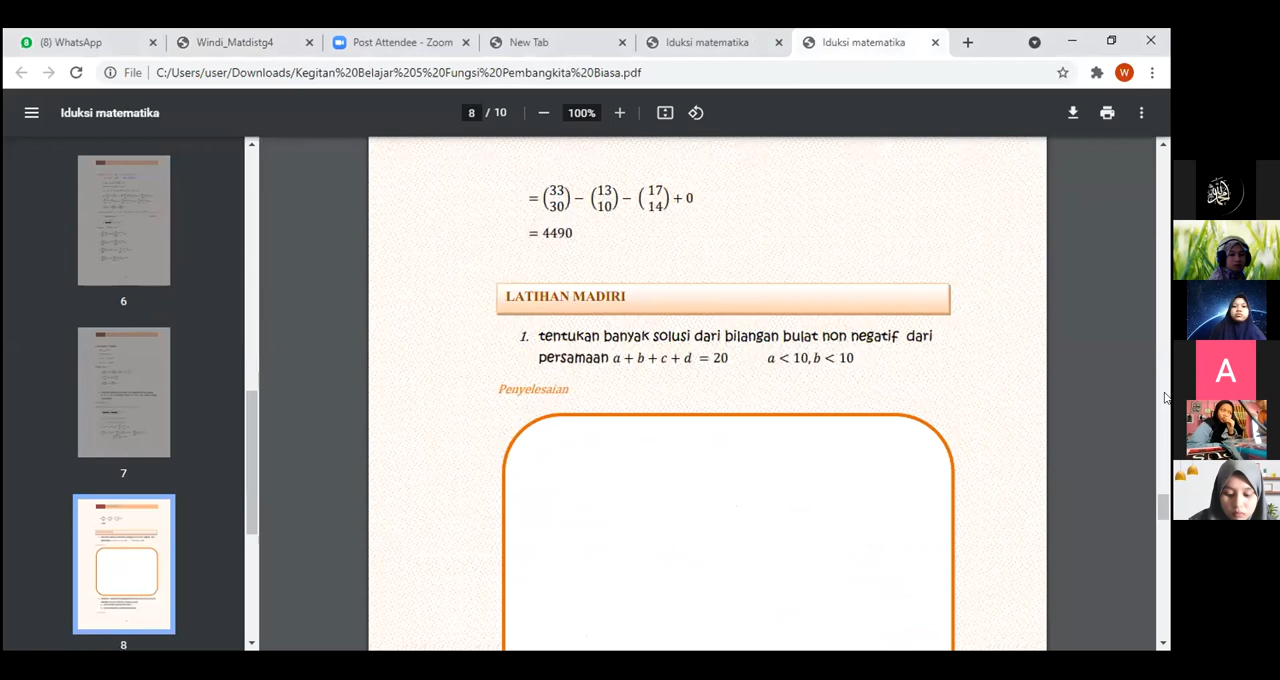 (8) WhatsApp
Windi_Matdistg4
Post Attendee - Zoom
New Tab
Iduksi matematika
Iduksi matematika
File | C:/Users/user/Downloads/Kegitan%20Belajar%205%20Fungsi%20Pembangkita%20Biasa.pdf
W
Iduksi matematika
8 / 10
100%
6
7
8
= (33 30) − (13 10) − (17 14) + 0
= 4490
LATIHAN MADIRI
1. tentukan banyak solusi dari bilangan bulat non negatif dari
persamaan a + b + c + d = 20 a < 10, b < 10
Penyelesaian
A